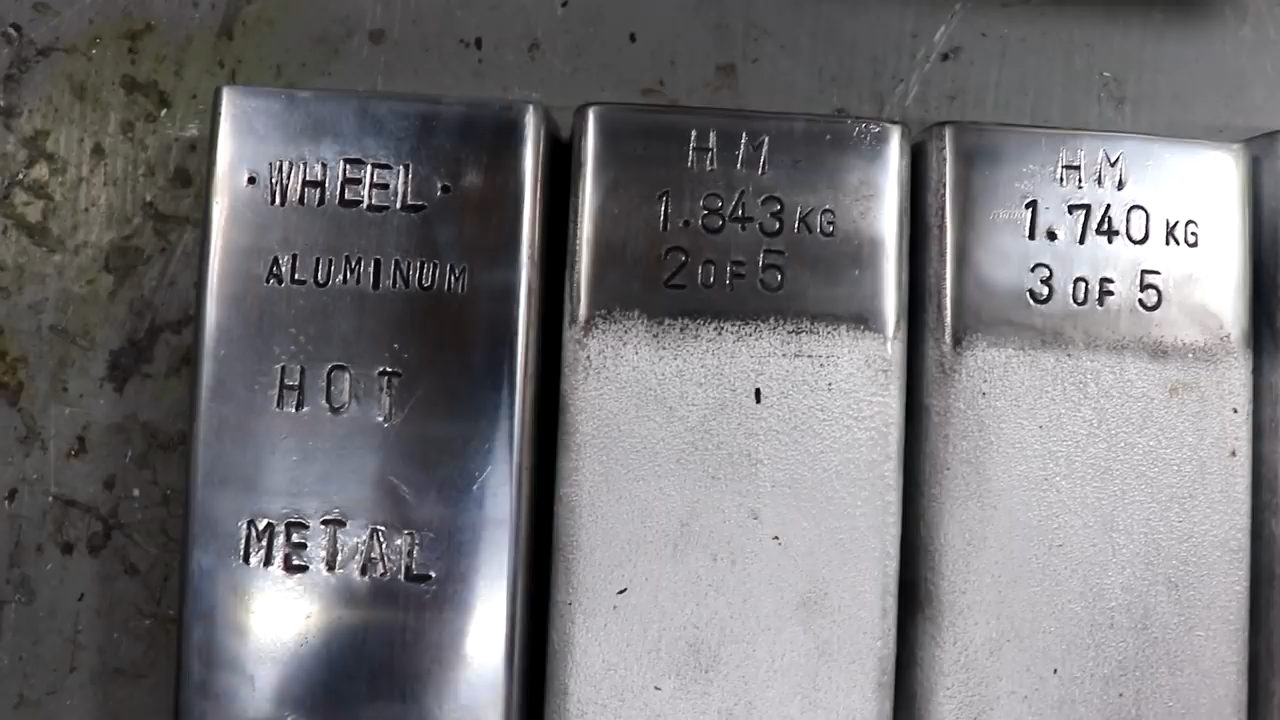 ·WHEEL·
ALUMINUM
HOT
METAL
HM
1.843 KG
2 OF 5
HM
1.740 KG
3 OF 5